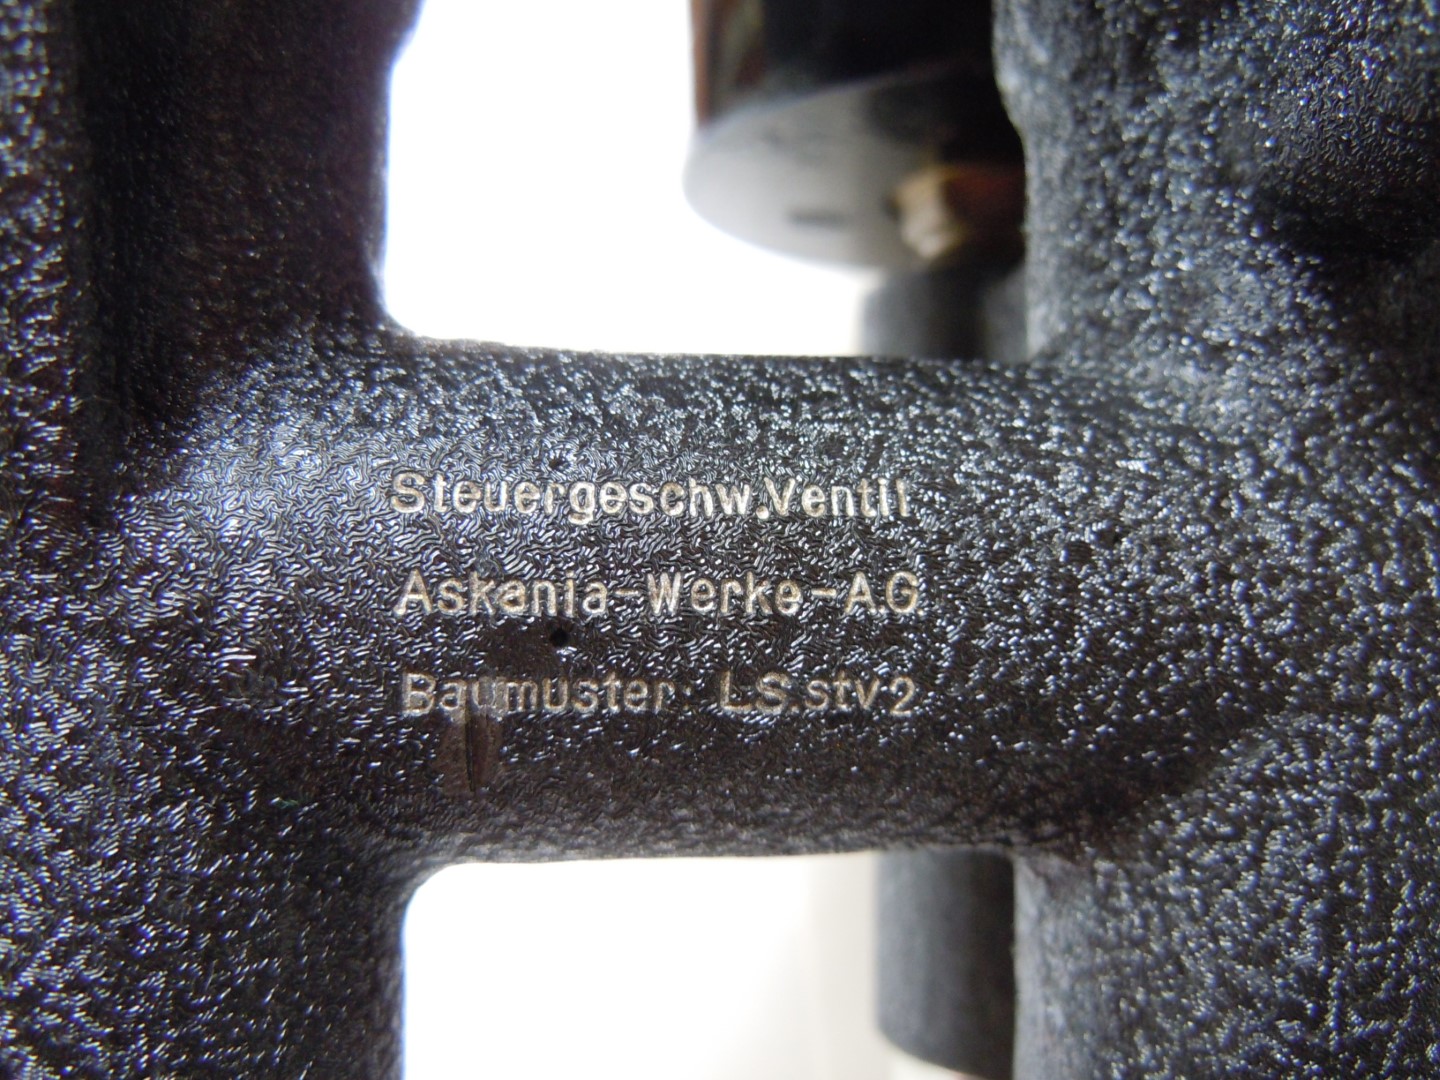 Steuergeschw.Ventil
Askania-Werke-A.G
Baumuster: LS.stv2